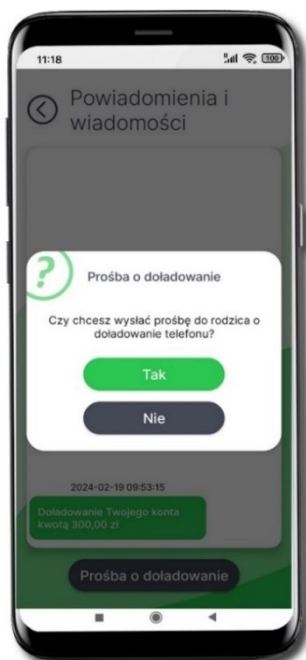 11:18
100
Powiadomienia i
wiadomości
?
Prośba o doładowanie
Czy chcesz wysłać prośbę do rodzica o
doładowanie telefonu?
Tak
Nie
2024-02-19 09:53:15
Doładowanie Twojego konta
kwotą 300,00 zł
Prośba o doładowanie